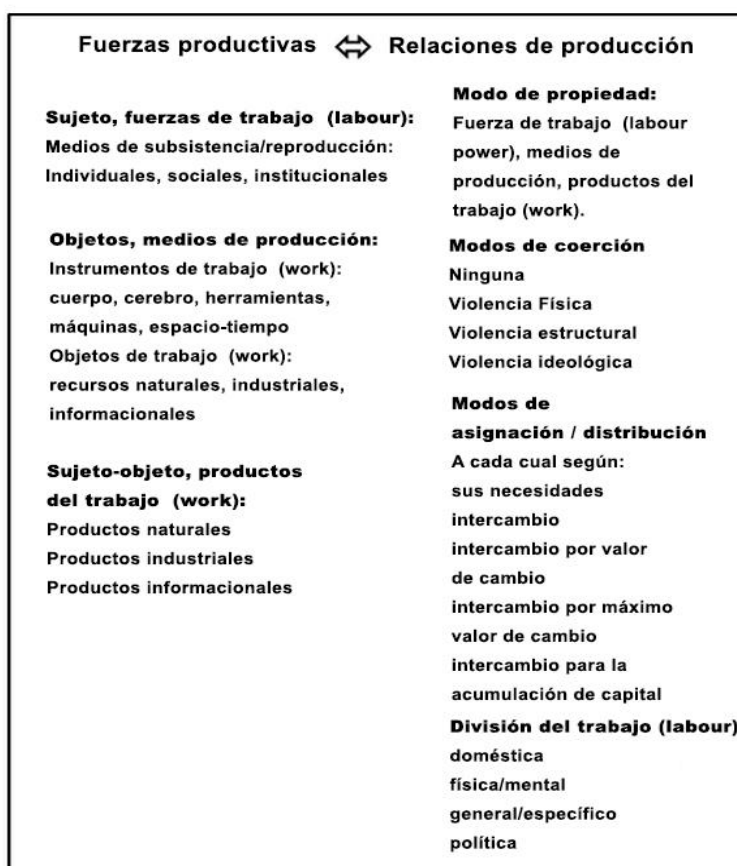 Fuerzas productivas ⇔ Relaciones de producción
Sujeto, fuerzas de trabajo (labour):
Medios de subsistencia/reproducción:
Individuales, sociales, institucionales
Objetos, medios de producción:
Instrumentos de trabajo (work):
cuerpo, cerebro, herramientas,
máquinas, espacio-tiempo
Objetos de trabajo (work):
recursos naturales, industriales,
informacionales
Sujeto-objeto, productos
del trabajo (work):
Productos naturales
Productos industriales
Productos informacionales
Modo de propiedad:
Fuerza de trabajo (labour
power), medios de
producción, productos del
trabajo (work).
Modos de coerción
Ninguna
Violencia Física
Violencia estructural
Violencia ideológica
Modos de
asignación / distribución
A cada cual según:
sus necesidades
intercambio
intercambio por valor
de cambio
intercambio por máximo
valor de cambio
intercambio para la
acumulación de capital
División del trabajo (labour)
doméstica
física/mental
general/específico
política